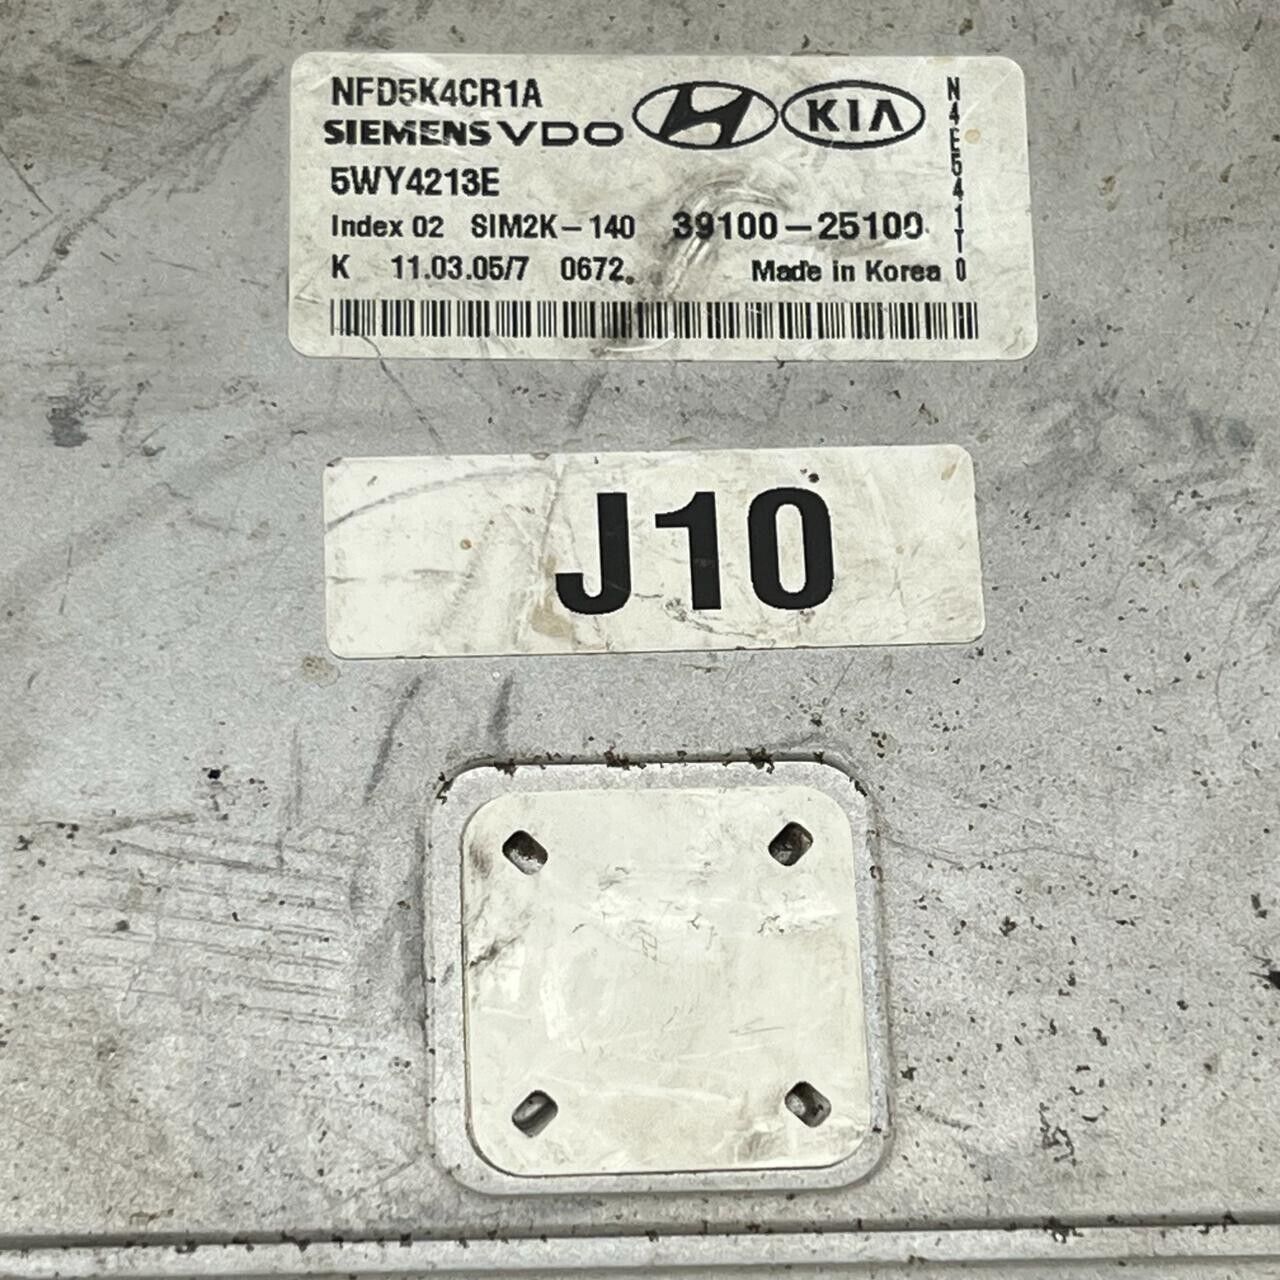 NFD5K4CR1A
SIEMENS VDO
KIA
5WY4213E
Index 02 SIM2K-140 39100-25100
K 11.03.05/7 0672
Made in Korea
N4E541T0
J10